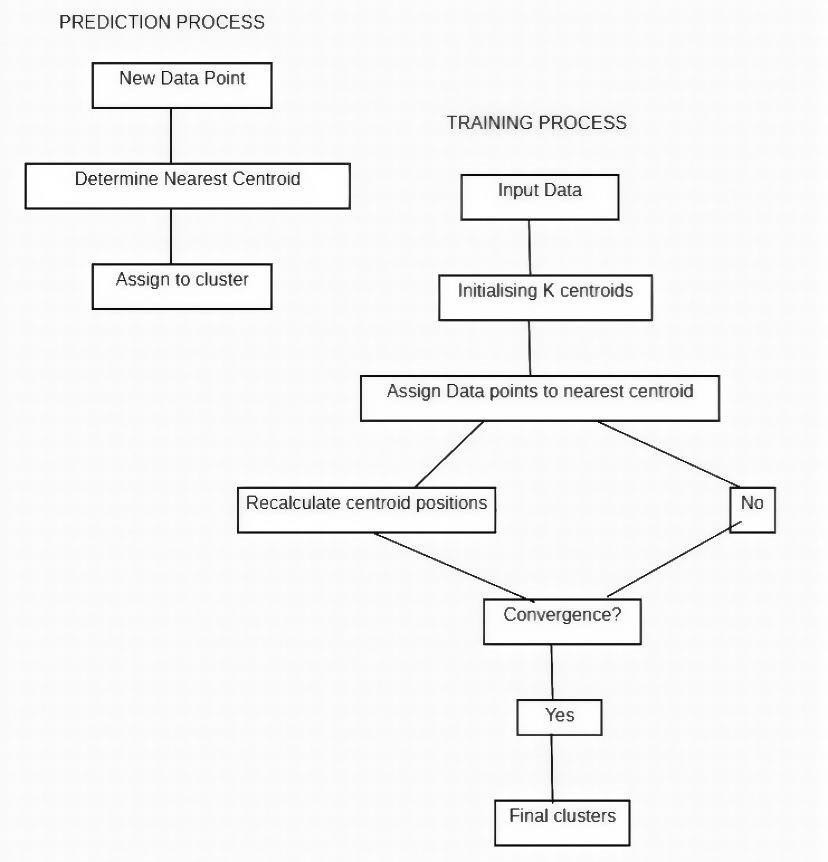 PREDICTION PROCESS
New Data Point
Determine Nearest Centroid
Assign to cluster
TRAINING PROCESS
Input Data
Initialising K centroids
Assign Data points to nearest centroid
Recalculate centroid positions
No
Convergence?
Yes
Final clusters